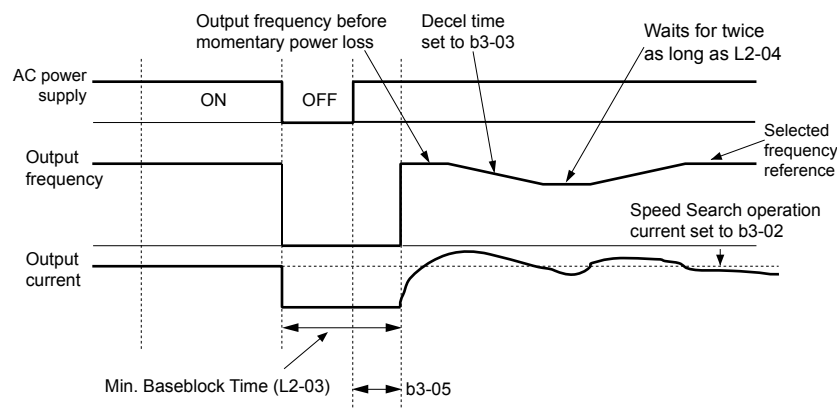 Output frequency before
momentary power loss
Decel time
set to b3-03
Waits for twice
as long as L2-04
AC power
supply
ON
OFF
Output
frequency
Selected
frequency
reference
Speed Search operation
current set to b3-02
Output
current
Min. Baseblock Time (L2-03)
b3-05